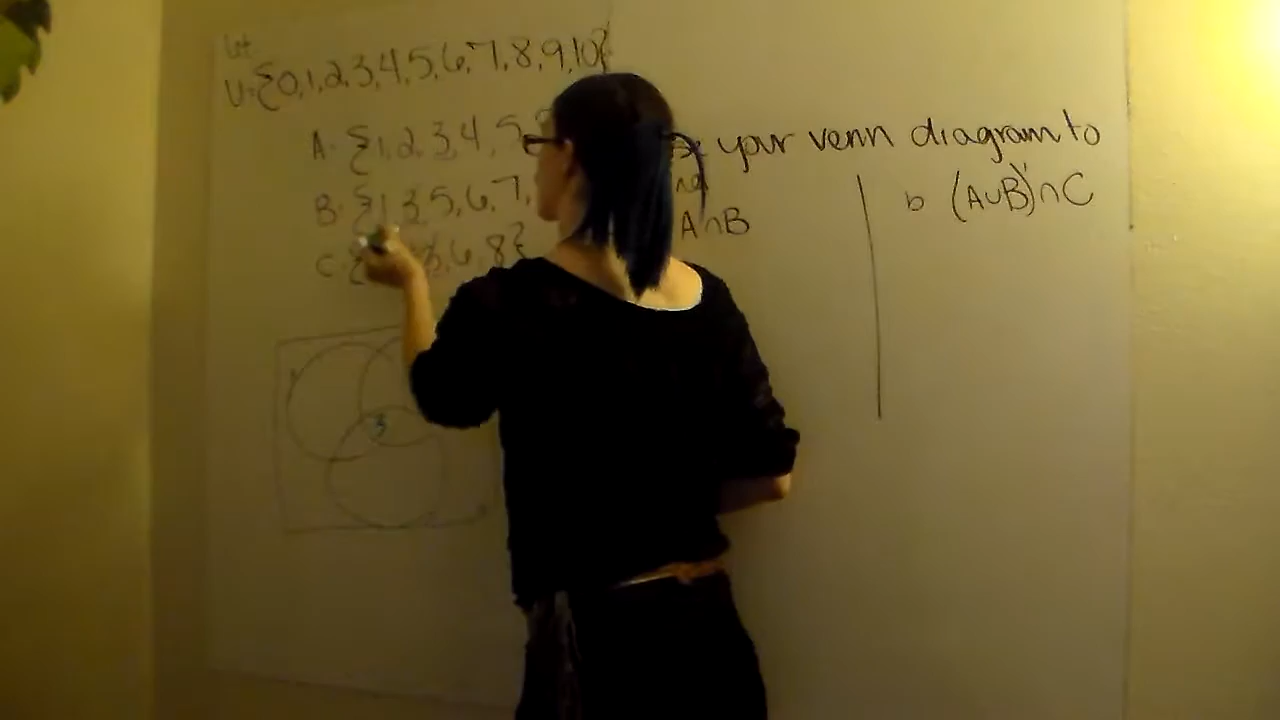 Let
U={0,1,2,3,4,5,6,7,8,9,10}
A= {1,2,3,4,5
B= {1,3,5,6,7,
C= { 6,8}
your venn diagram to
A∩B
b (A∪B)'∩C
3